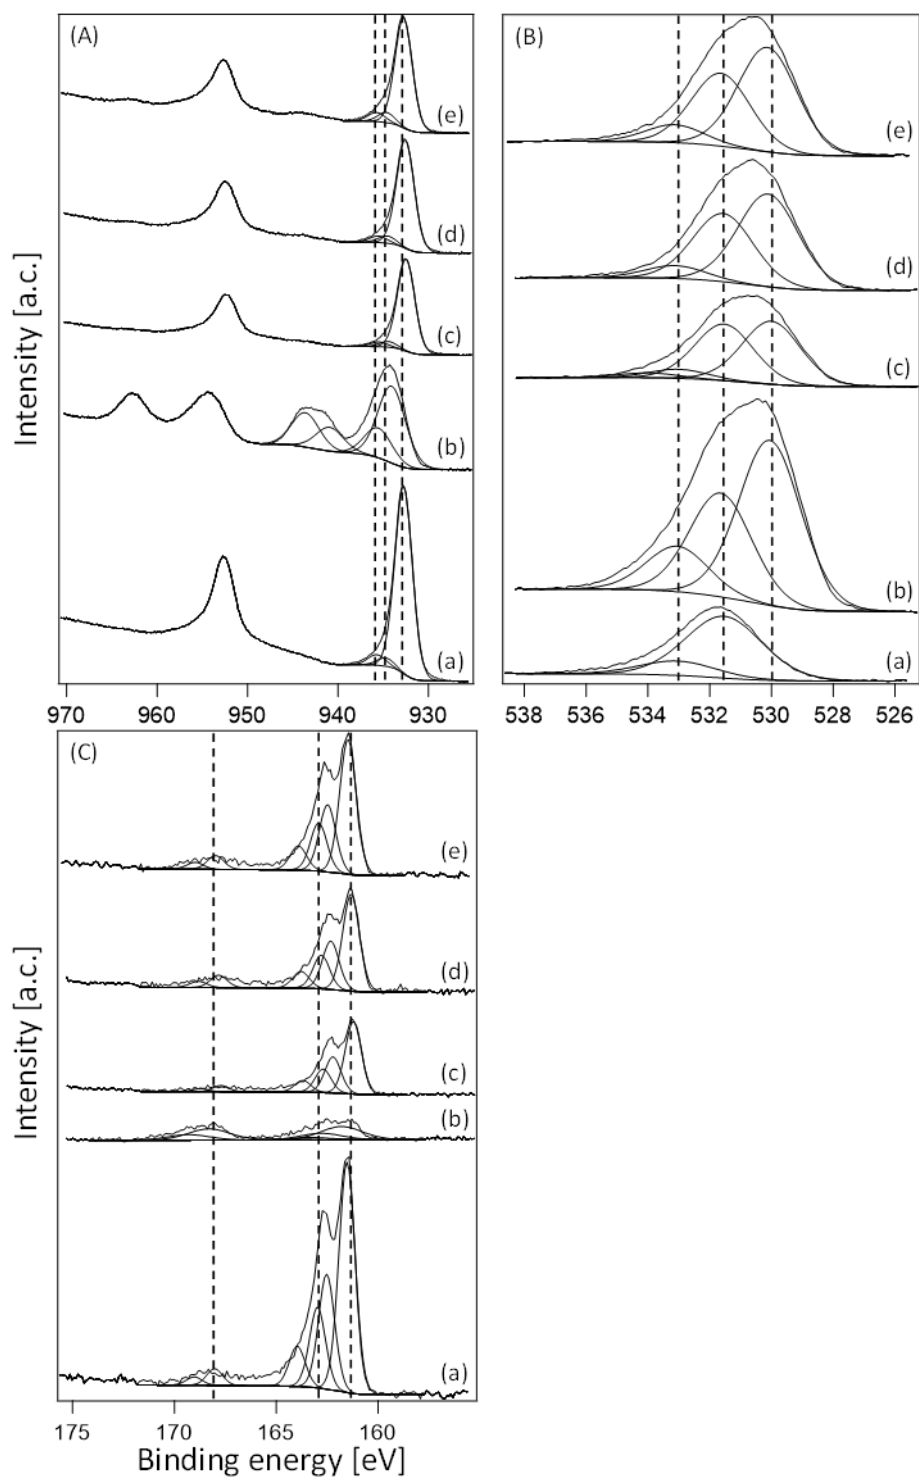 (A)
(e)
(d)
(c)
(b)
(a)
Intensity [a.c.]
970 960 950 940 930
(B)
(e)
(d)
(c)
(b)
(a)
538 536 534 532 530 528 526
(C)
(e)
(d)
(c)
(b)
(a)
Intensity [a.c.]
175 170 165 160
Binding energy [eV]